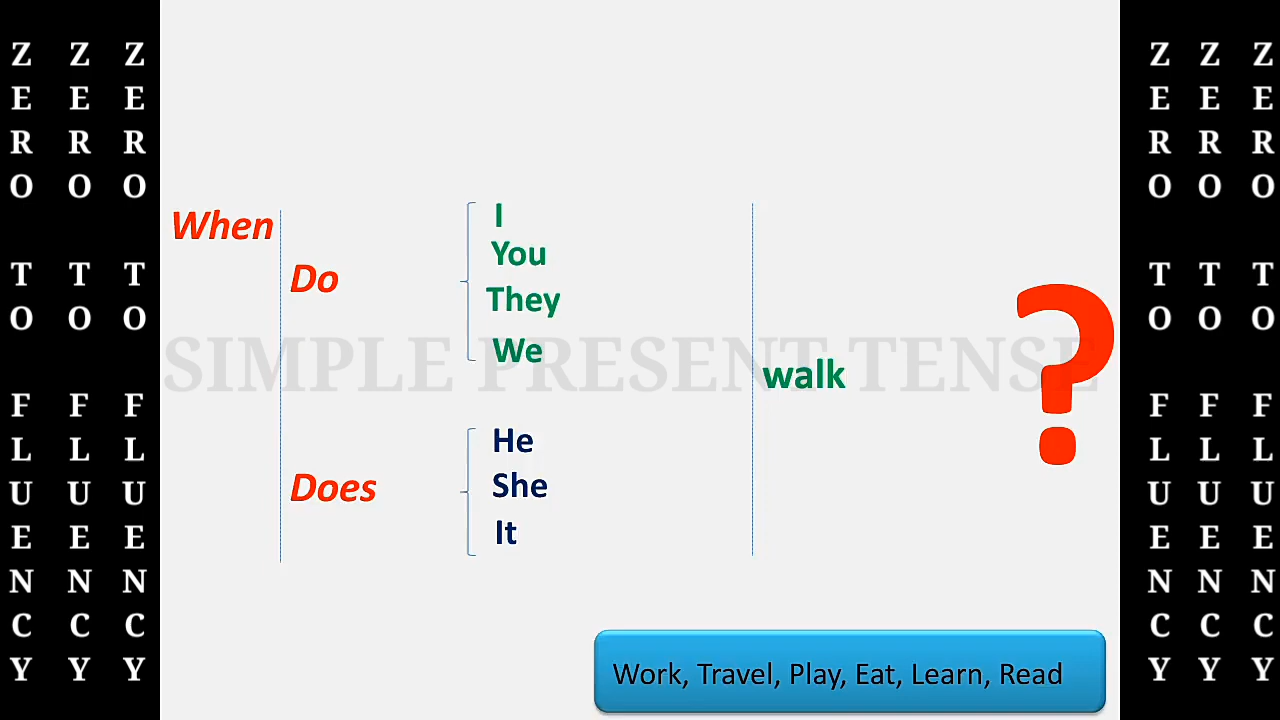 ZERO TO FLUENCY
ZERO TO FLUENCY
ZERO TO FLUENCY
When
Do
I
You
They
We
SIMPLE PRESENT TENSE
walk
?
Does
He
She
It
Work, Travel, Play, Eat, Learn, Read
ZERO TO FLUENCY
ZERO TO FLUENCY
ZERO TO FLUENCY